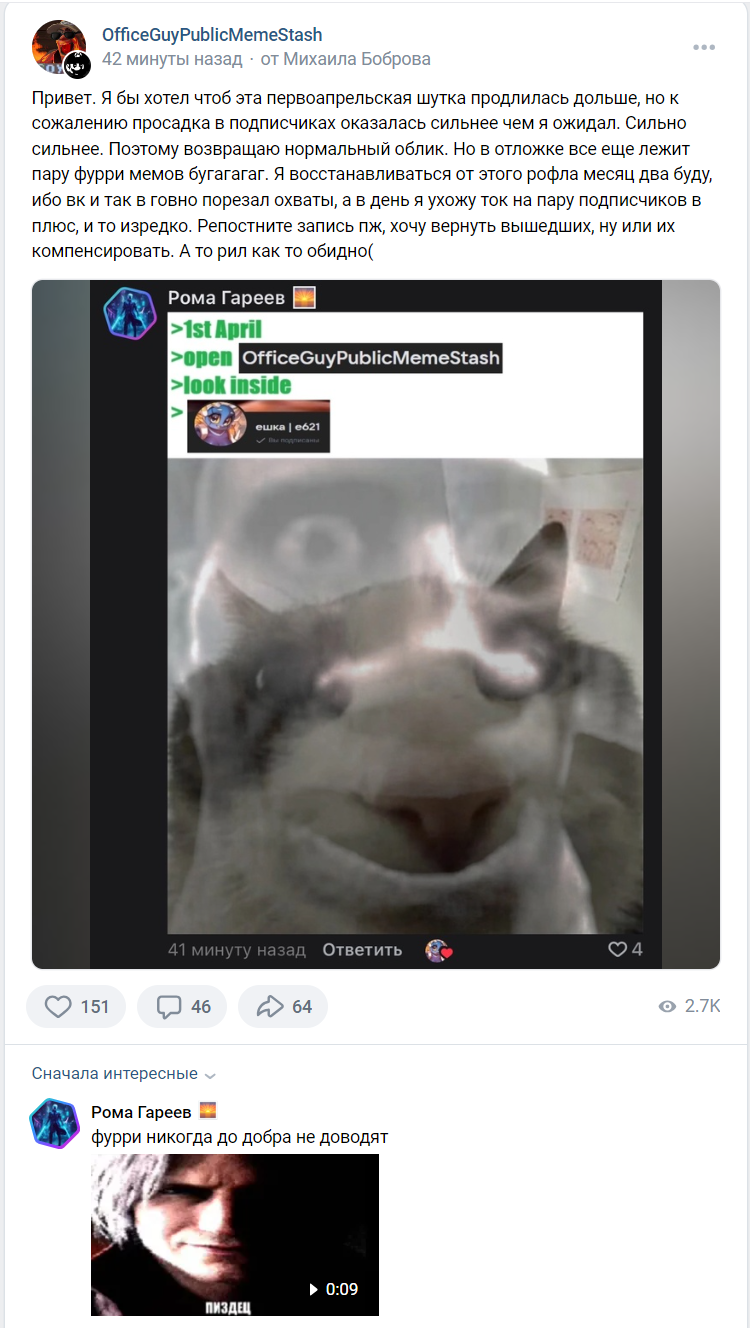 OfficeGuyPublicMemeStash
42 минуты назад · от Михаила Боброва
Привет. Я бы хотел чтоб эта первоапрельская шутка продлилась дольше, но к
сожалению просадка в подписчиках оказалась сильнее чем я ожидал. Сильно
сильнее. Поэтому возвращаю нормальный облик. Но в отложке все еще лежит
пару фурри мемов бугагагаг. Я восстанавливаться от этого рофла месяц два буду,
ибо вк и так в говно порезал охваты, а в день я ухожу ток на пару подписчиков в
плюс, и то изредко. Репостните запись пж, хочу вернуть вышедших, ну или их
компенсировать. А то рил как то обидно(
Рома Гареев
>1st April
>open OfficeGuyPublicMemeStash
>look inside
>
ешка | e621
Вы подписаны
41 минуту назад Ответить 4
151 46 64 2.7K
Сначала интересные
Рома Гареев
фурри никогда до добра не доводят
0:09
ПИЗДЕЦ